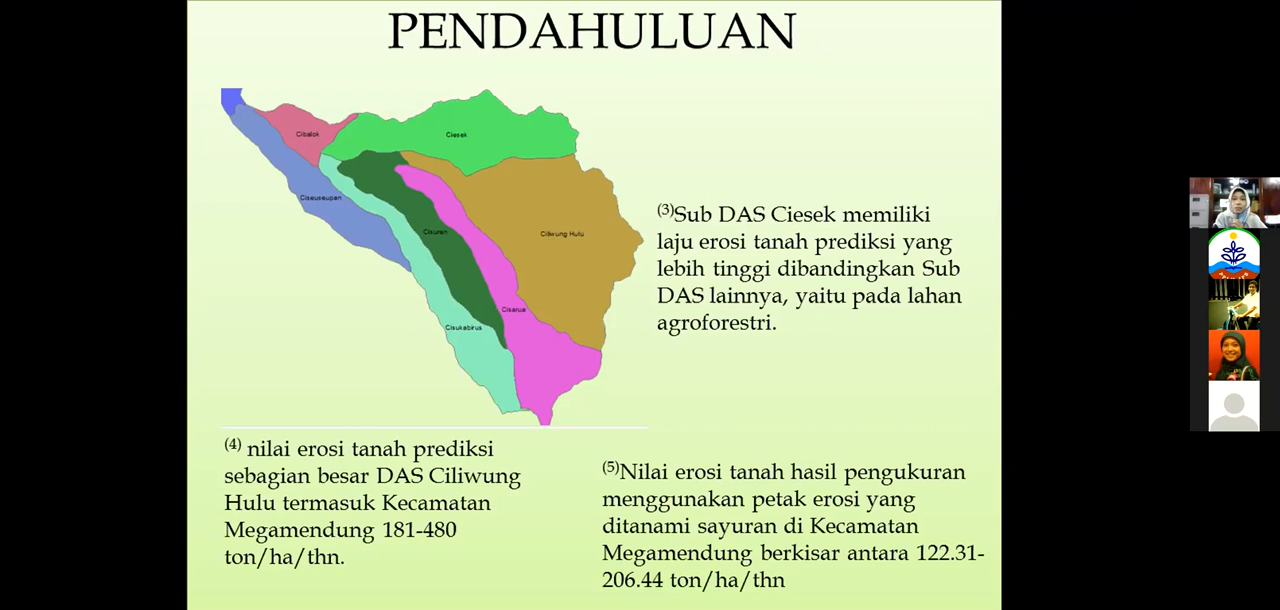 PENDAHULUAN
Cibalok
Ciesek
Ciseuseupan
Cisuren
Ciliwung Hulu
Cisarua
Cisukabirus
(3)Sub DAS Ciesek memiliki
laju erosi tanah prediksi yang
lebih tinggi dibandingkan Sub
DAS lainnya, yaitu pada lahan
agroforestri.
(4) nilai erosi tanah prediksi
sebagian besar DAS Ciliwung
Hulu termasuk Kecamatan
Megamendung 181-480
ton/ha/thn.
(5)Nilai erosi tanah hasil pengukuran
menggunakan petak erosi yang
ditanami sayuran di Kecamatan
Megamendung berkisar antara 122.31-
206.44 ton/ha/thn